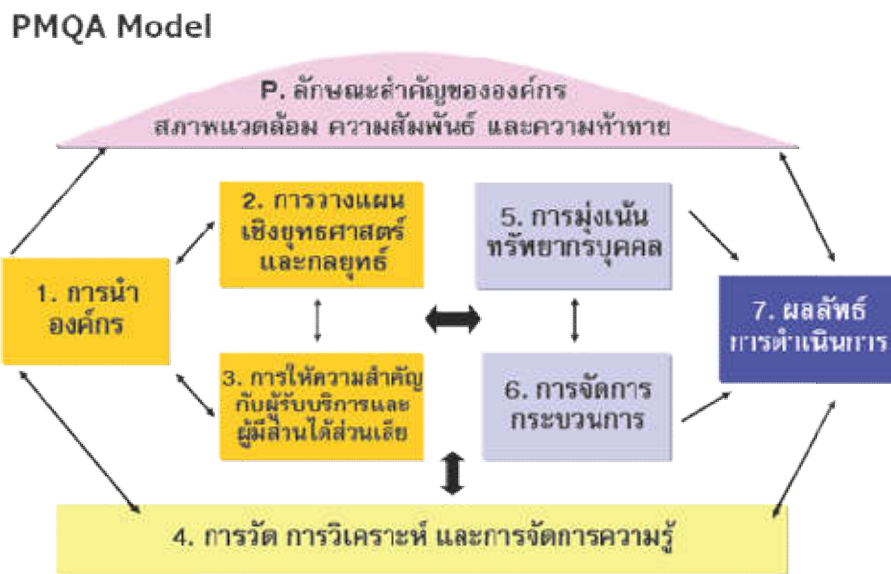 PMQA Model
P. ลักษณะสำคัญขององค์กร
สภาพแวดล้อม ความสัมพันธ์ และความท้าทาย
2. การวางแผน
เชิงยุทธศาสตร์
และกลยุทธ์
5. การมุ่งเน้น
ทรัพยากรบุคคล
1. การนำ
องค์กร
7. ผลลัพธ์
การดำเนินการ
3. การให้ความสำคัญ
กับผู้รับบริการและ
ผู้มีส่วนได้ส่วนเสีย
6. การจัดการ
กระบวนการ
4. การวัด การวิเคราะห์ และการจัดการความรู้